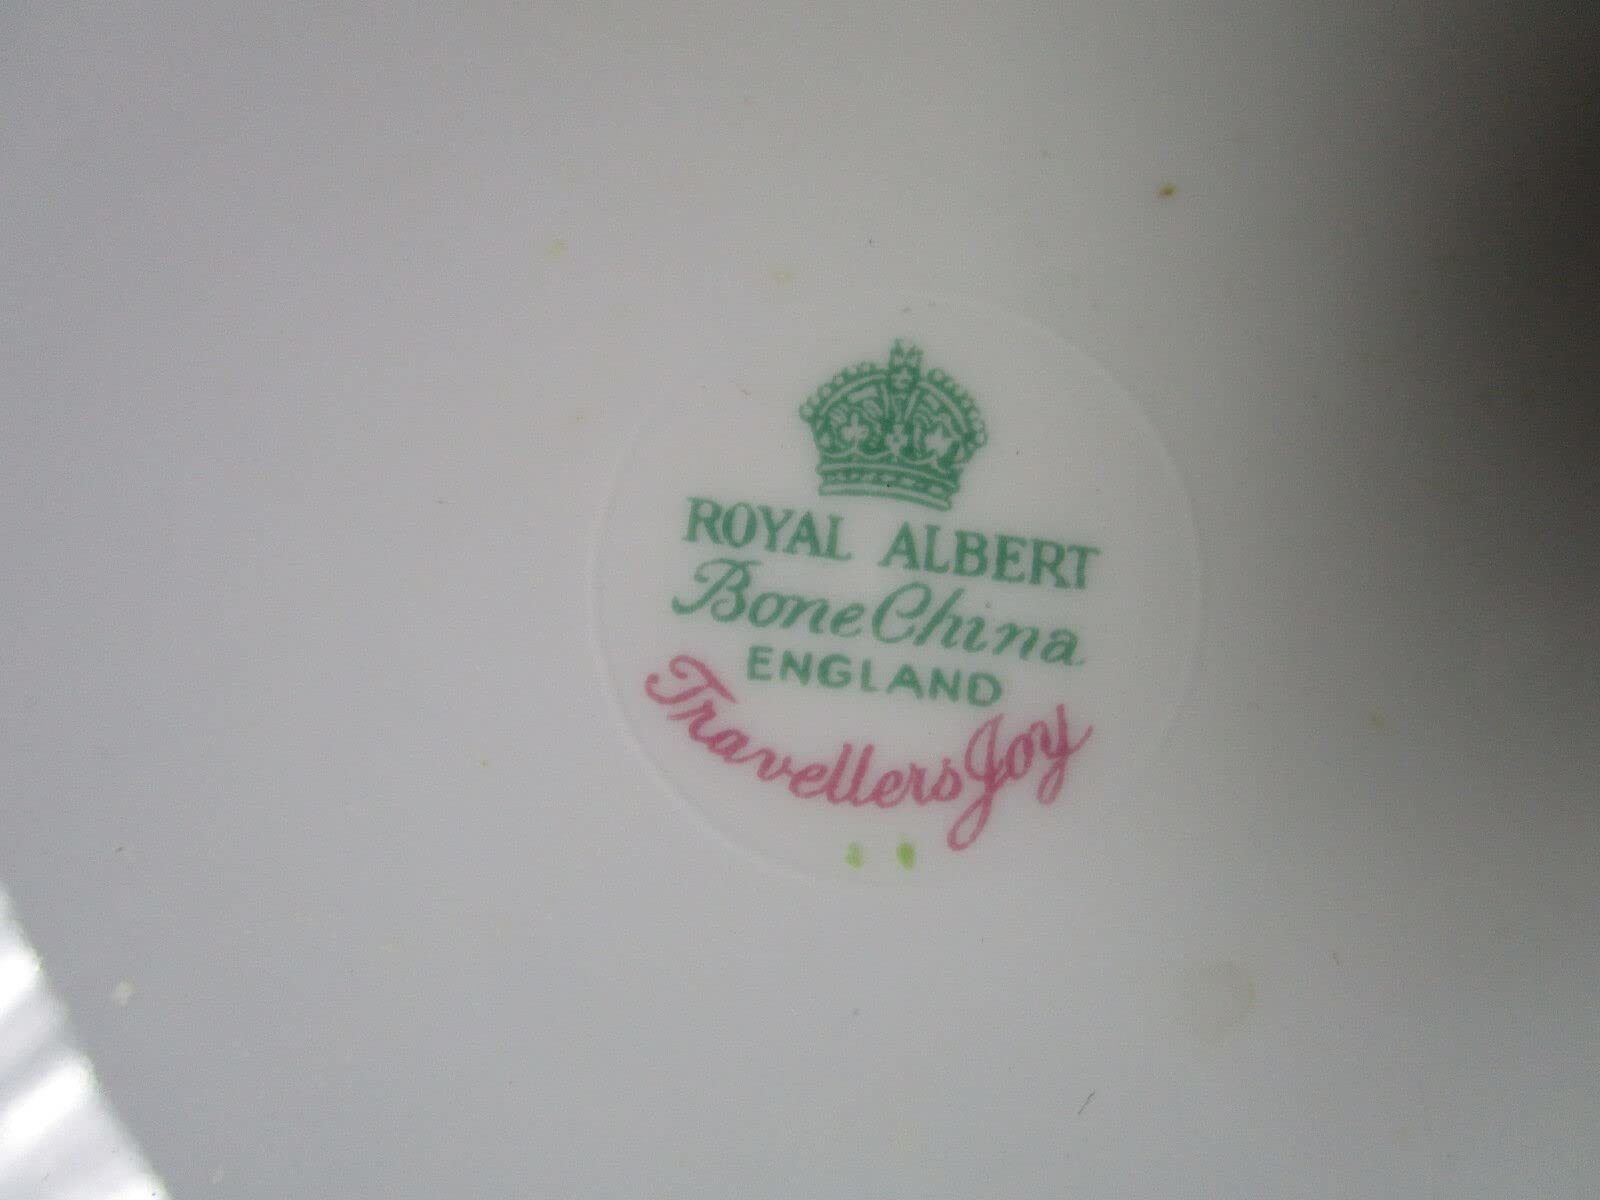 ROYAL ALBERT
Bone China
ENGLAND
Travellers Joy